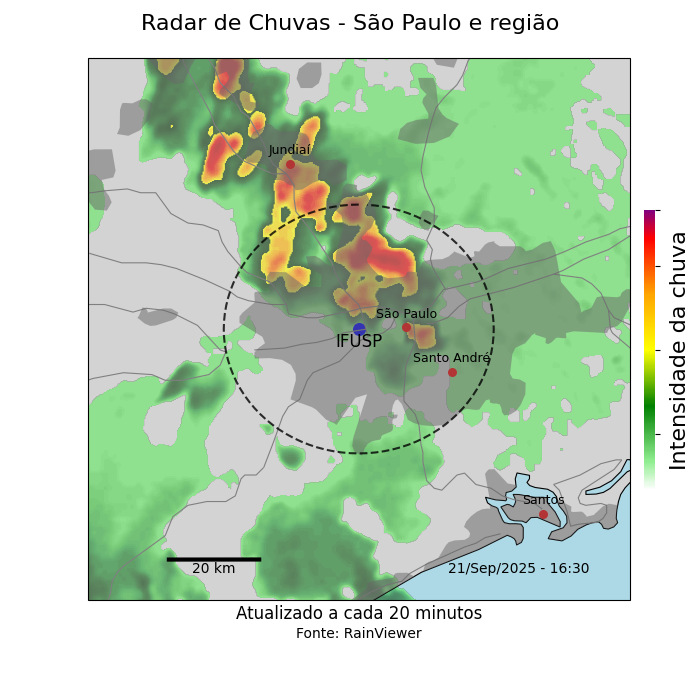 Radar de Chuvas - São Paulo e região
Jundiaí
São Paulo
IFUSP
Santo André
Santos
20 km
21/Sep/2025 - 16:30
Intensidade da chuva
Atualizado a cada 20 minutos
Fonte: RainViewer